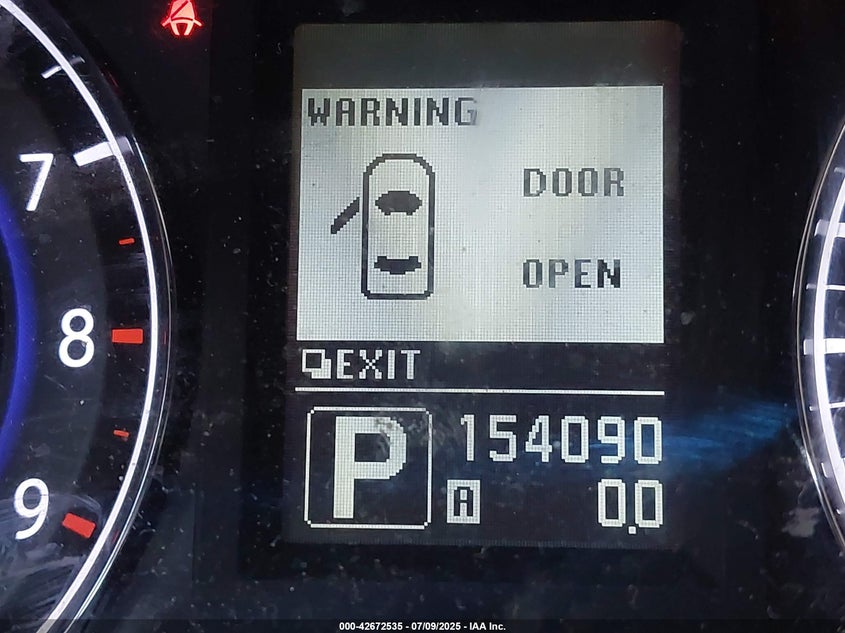 WARNING
DOOR
OPEN
EXIT
P
154090
A 0.0
7
8
9
000-42672535 - 07/09/2025 - IAA Inc.